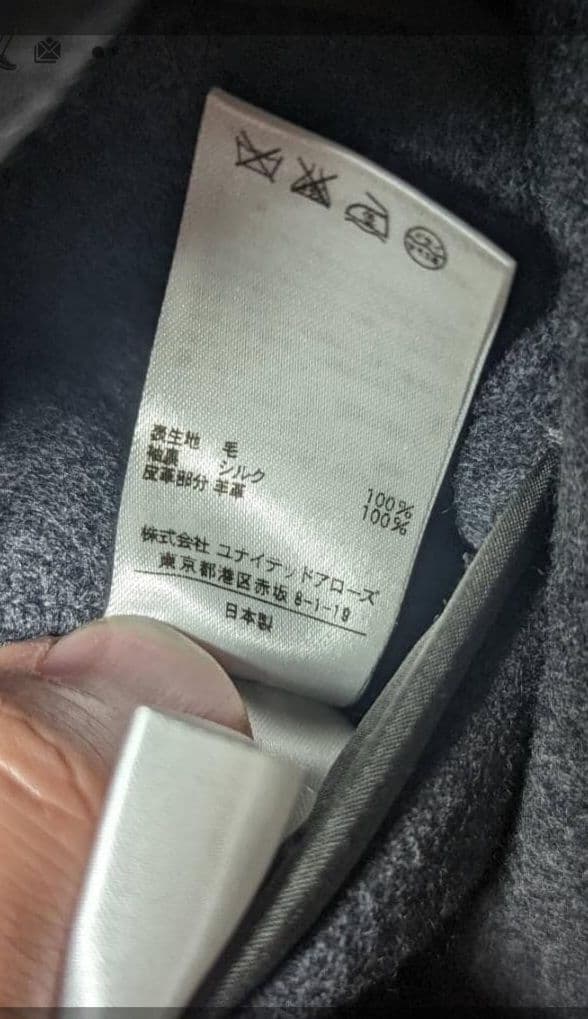 表生地 毛 100%
袖裏 シルク 100%
皮革部分 羊革
株式会社 ユナイテッドアローズ
東京都港区赤坂 8-1-19
日本製